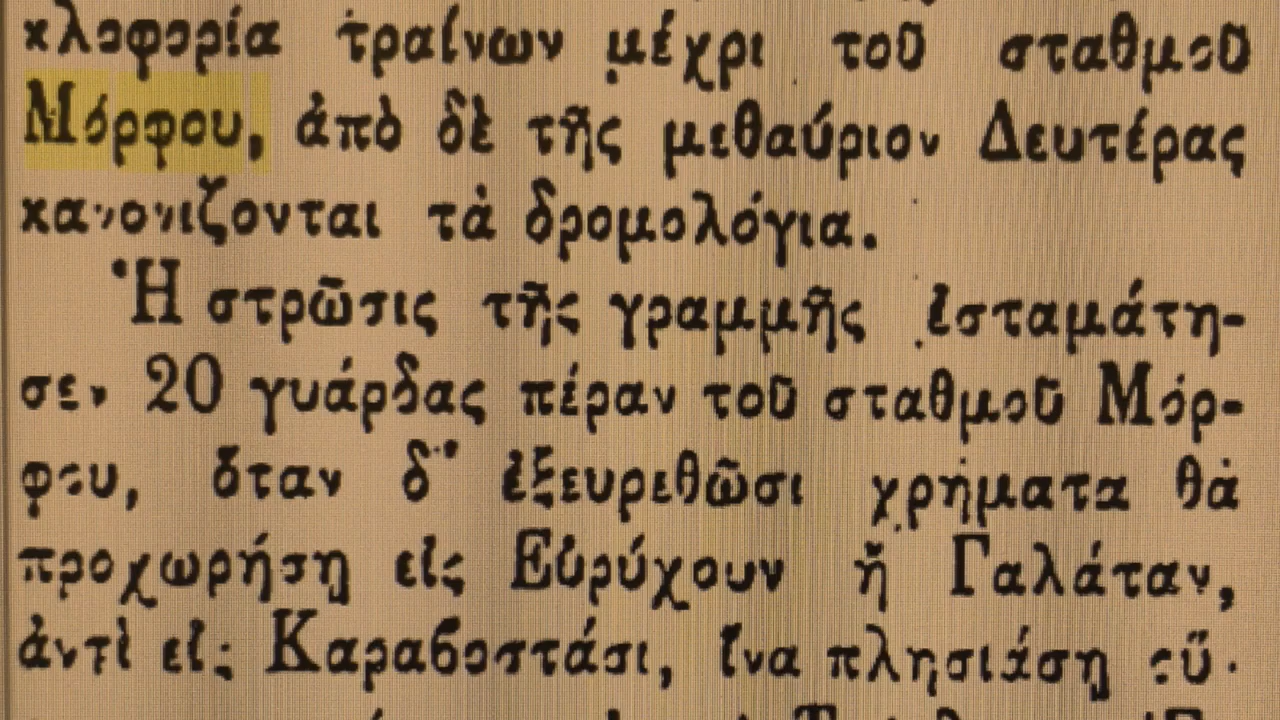 κλοφορία τραίνων μέχρι τοῦ σταθμοῦ
Μόρφου, ἀπὸ δὲ τῆς μεθαύριον Δευτέρας
κανονιζονται τὰ δρομολόγια.
Ἡ στρῶσις τῆς γραμμῆς ἐσταμάτη-
σεν 20 γυάρδας πέραν τοῦ σταθμοῦ Μόρ-
φου, ὅταν δ' ἐξευρεθῶσι χρήματα θὰ
προχωρήσῃ εἰς Εὐρύχουν ἢ Γαλάταν,
ἀντὶ εἰς Καραβοστάσι, ἵνα πλησιάσῃ